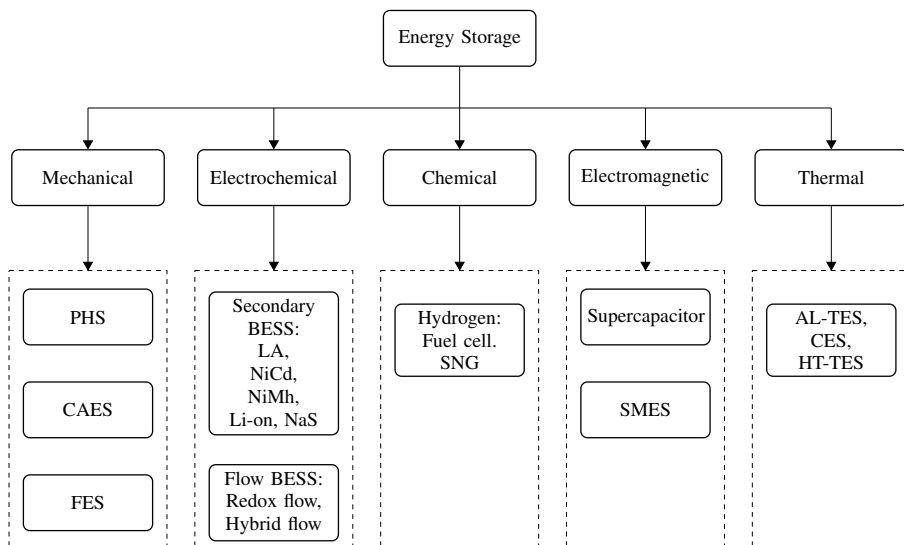 Energy Storage
Mechanical
Electrochemical
Chemical
Electromagnetic
Thermal
PHS
CAES
FES
Secondary
BESS:
LA,
NiCd,
NiMh,
Li-on, NaS
Flow BESS:
Redox flow,
Hybrid flow
Hydrogen:
Fuel cell.
SNG
Supercapacitor
SMES
AL-TES,
CES,
HT-TES